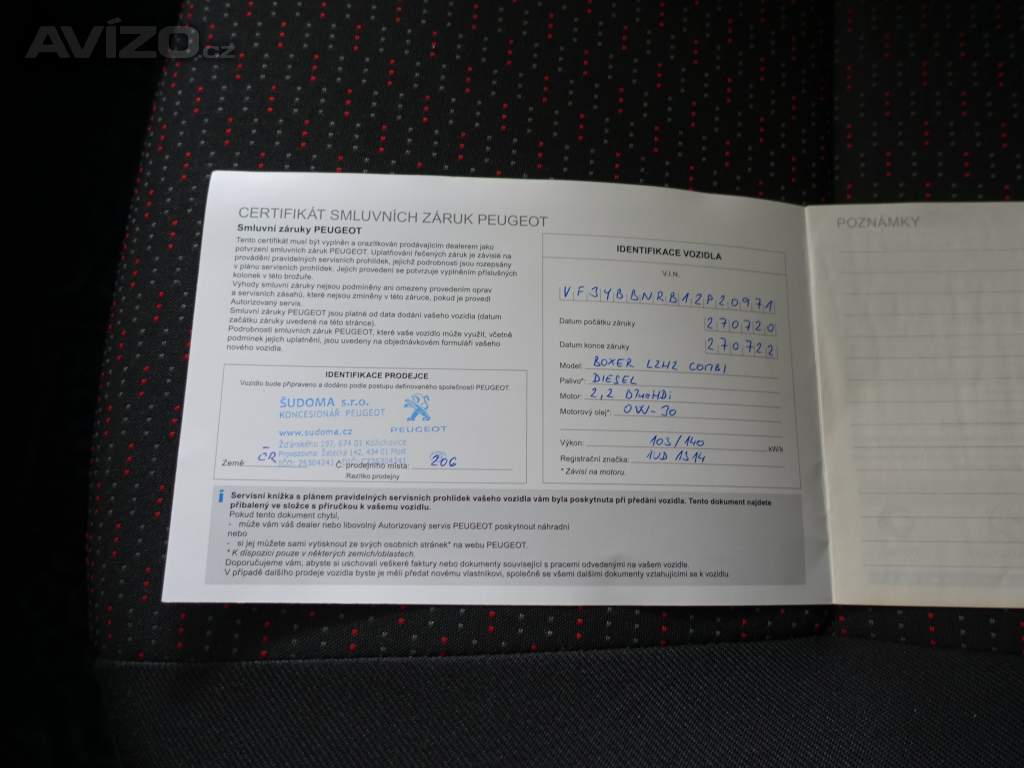 AVÍZO.cz
CERTIFIKÁT SMLUVNÍCH ZÁRUK PEUGEOT
Smluvní záruky PEUGEOT
Tento certifikát musí být vyplněn a orazítkován prodávajícím dealerem jako
potvrzení smluvních záruk PEUGEOT. Uplatňování řečených záruk je závislé na
provádění pravidelných servisních prohlídek, jejichž podrobnosti jsou rozepsány
v plánu servisních prohlídek. Jejich provedení se potvrzuje vyplněním příslušných
kolonek v této brožuře.
Výhody smluvní záruky nejsou podmíněny ani omezeny provedením oprav
a servisních zásahů, které nejsou zmíněny v této záruce, pokud je provedl
Autorizovaný servis.
Smluvní záruky PEUGEOT jsou platné od data dodání vašeho vozidla (datum
začátku záruky uvedené na této stránce).
Podrobnosti smluvních záruk PEUGEOT, které vaše vozidlo může využít, včetně
podmínek jejich uplatnění, jsou uvedeny na objednávkovém formuláři vašeho
nového vozidla.
IDENTIFIKACE PRODEJCE
Vozidlo bylo připraveno a dodáno podle postupu definovaného společností PEUGEOT.
ŠUDOMA s.r.o.
KONCESIONÁŘ PEUGEOT
PEUGEOT
www.sudoma.cz
Žďárského 197, 674 01 Kožichovice
Provozovna: Žatecká 142, 434 01 Most
Země: ČR
Č. prodejního místa: 206
Razítko prodejny
IDENTIFIKACE VOZIDLA
V.I.N.
VF3YBBNRB12P20971
Datum počátku záruky 270720
Datum konce záruky 270722
Model: BOXER L2H2 COMBI
Palivo*: DIESEL
Motor: 2,2 BlueHDi
Motorový olej*: 0W-30
Výkon: 103/140 kW/k
Registrační značka: 1UD 1314
* Závisí na motoru.
i Servisní knížka s plánem pravidelných servisních prohlídek vašeho vozidla vám byla poskytnuta při předání vozidla. Tento dokument najdete
přibalený ve složce s příručkou k vašemu vozidlu.
Pokud tento dokument chybí,
- může vám váš dealer nebo libovolný Autorizovaný servis PEUGEOT poskytnout náhradní
nebo
- si jej můžete sami vytisknout ze svých osobních stránek* na webu PEUGEOT.
* K dispozici pouze v některých zemích/oblastech.
Doporučujeme vám, abyste si uschovali veškeré faktury nebo dokumenty související s pracemi odvedenými na vašem vozidle.
V případě dalšího prodeje vozidla byste je měli předat novému vlastníkovi, společně se všemi dalšími dokumenty vztahujícími se k vozidlu.
POZNÁMKY